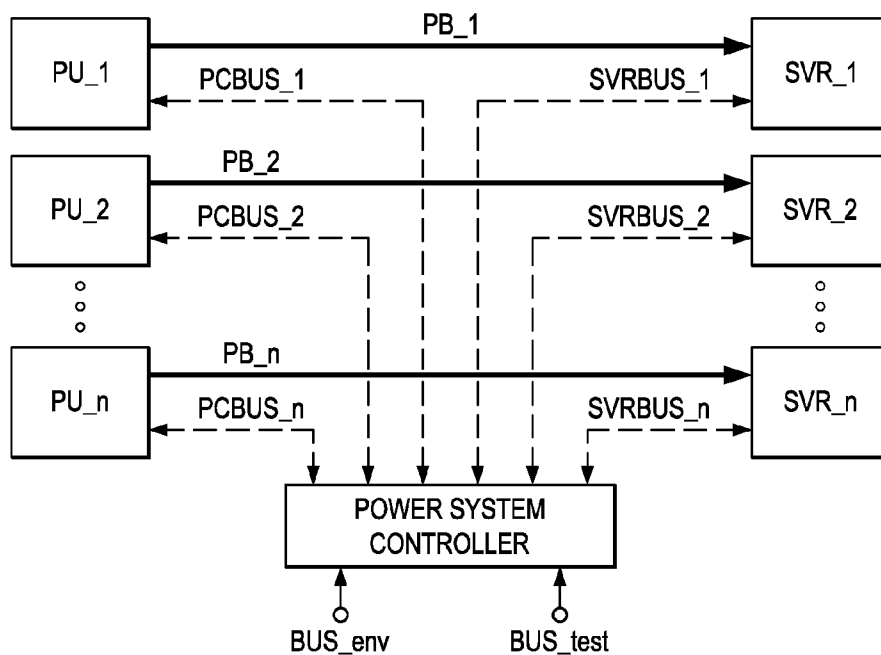 PB_1
PU_1
SVR_1
PCBUS_1
SVRBUS_1
PB_2
PU_2
SVR_2
PCBUS_2
SVRBUS_2
PB_n
PU_n
SVR_n
PCBUS_n
SVRBUS_n
POWER SYSTEM
CONTROLLER
BUS_env
BUS_test